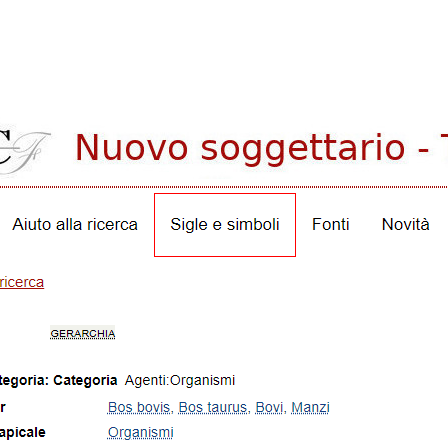 Nuovo soggettario -
Aiuto alla ricerca Sigle e simboli Fonti Novità
ricerca
GERARCHIA
tegoria: Categoria Agenti:Organismi
r Bos bovis, Bos taurus, Bovi, Manzi
apicale Organismi